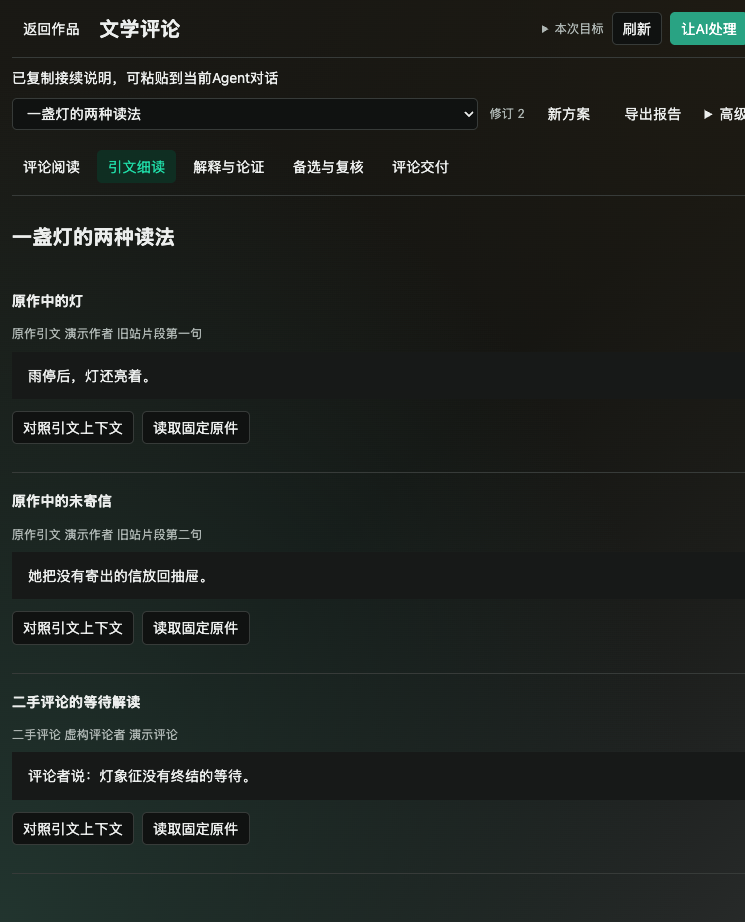 返回作品 文学评论 ▶ 本次目标 刷新 让AI处理
已复制接续说明，可粘贴到当前Agent对话
一盏灯的两种读法 修订 2 新方案 导出报告 ▶ 高级
评论阅读 引文细读 解释与论证 备选与复核 评论交付
一盏灯的两种读法
原作中的灯
原作引文 演示作者 旧站片段第一句
雨停后，灯还亮着。
对照引文上下文 读取固定原件
原作中的未寄信
原作引文 演示作者 旧站片段第二句
她把没有寄出的信放回抽屉。
对照引文上下文 读取固定原件
二手评论的等待解读
二手评论 虚构评论者 演示评论
评论者说：灯象征没有终结的等待。
对照引文上下文 读取固定原件